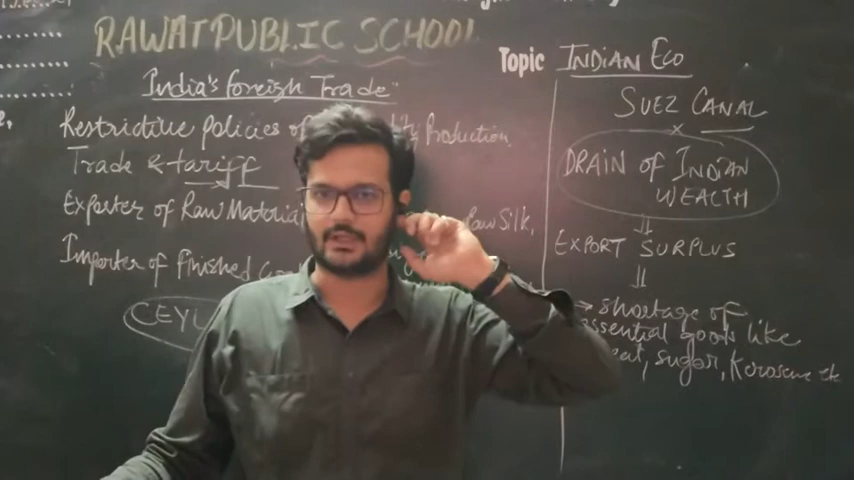 RAWAT PUBLIC SCHOOL
India's foreign Trade"
Restrictive policies of Production,
Trade & tariff
Exporter of Raw Material Raw Silk,
Importer of finished
CEYL
Topic INDIAN ECO
SUEZ CANAL
x
DRAIN of INDIAN
WEALTH
⇓
EXPORT SURPLUS
⇓
→ shortage of
essential goods like
eat, sugar, Kerosene etc